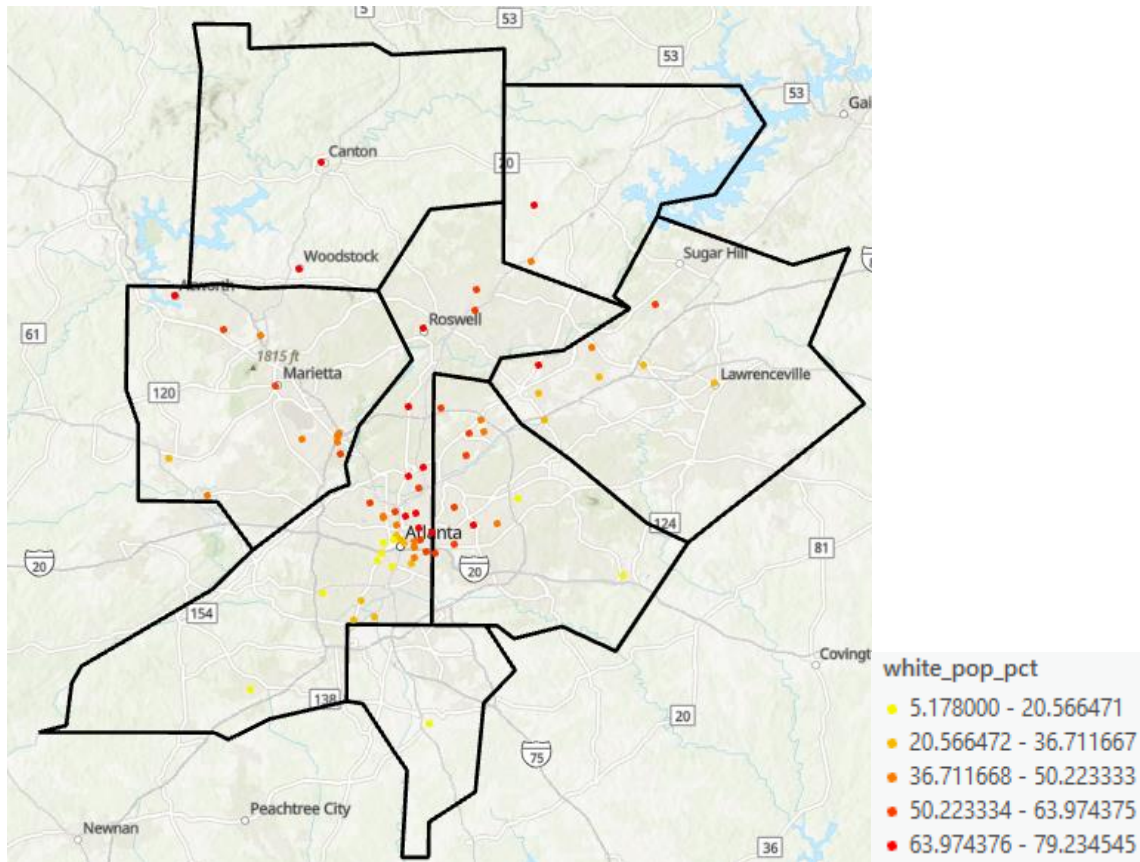 5
53
53
53
Gai
Canton
20
Woodstock
Sugar Hill
Acworth
Roswell
61
1815 ft
Marietta
Lawrenceville
120
124
Atlanta
81
20
20
154
Covingt
138
20
75
Peachtree City
Newnan
36
white_pop_pct
5.178000 - 20.566471
20.566472 - 36.711667
36.711668 - 50.223333
50.223334 - 63.974375
63.974376 - 79.234545